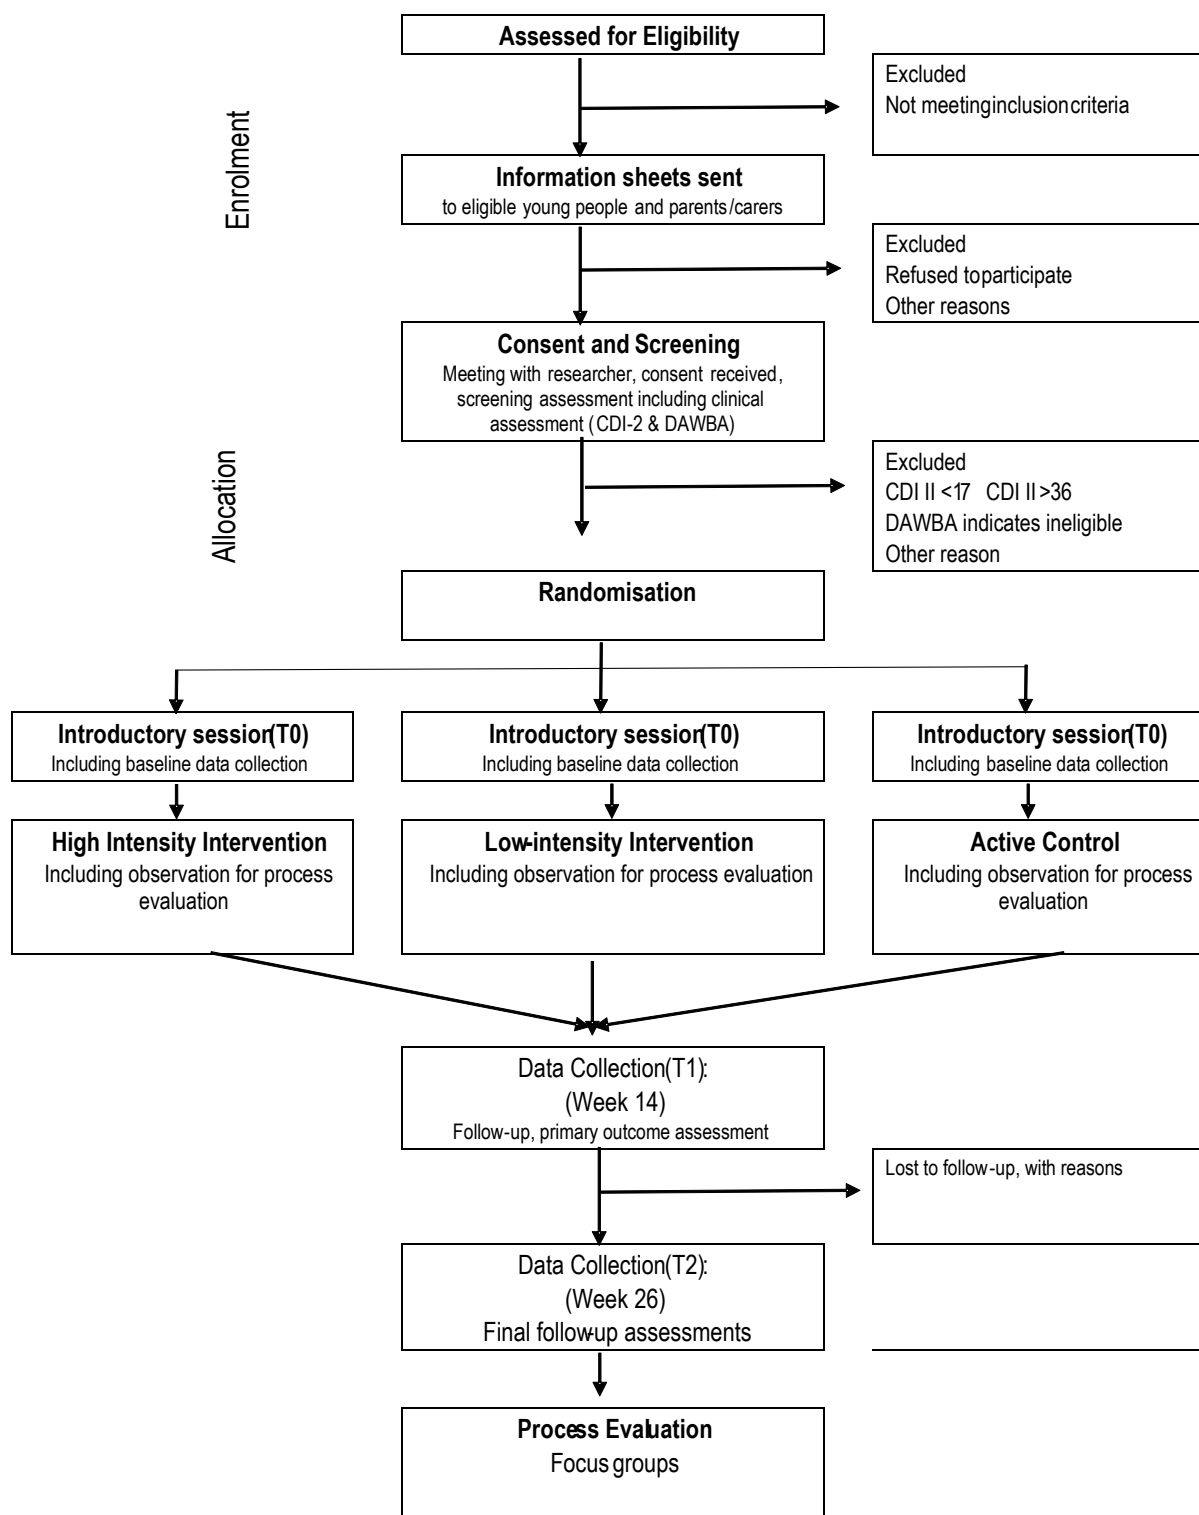 Assessed for Eligibility
Excluded
Not meetinginclusioncriteria
Enrolment
Information sheets sent
to eligible young people and parents/carers
Excluded
Refused toparticipate
Other reasons
Consent and Screening
Meeting with researcher, consent received,
screening assessment including clinical
assessment (CDI-2 & DAWBA)
Allocation
Excluded
CDI II <17 CDI II >36
DAWBA indicates ineligible
Other reason
Randomisation
Introductory session(T0)
Including baseline data collection
Introductory session(T0)
Including baseline data collection
Introductory session(T0)
Including baseline data collection
High Intensity Intervention
Including observation for process
evaluation
Low-intensity Intervention
Including observation for process evaluation
Active Control
Including observation for process
evaluation
Data Collection(T1):
(Week 14)
Follow-up, primary outcome assessment
Lost to follow-up, with reasons
Data Collection(T2):
(Week 26)
Final follow-up assessments
Process Evaluation
Focus groups